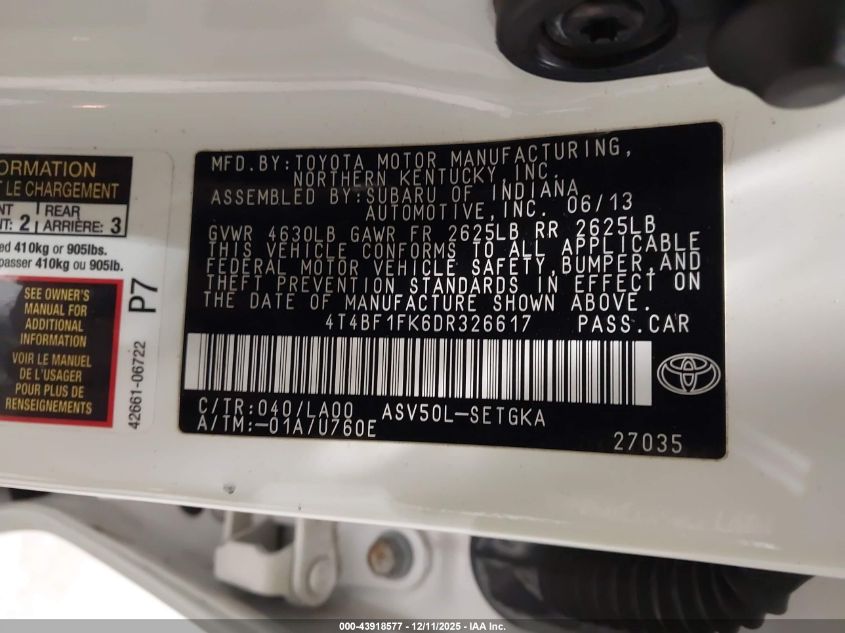 ORMATION
T LE CHARGEMENT
NT
T: 2
REAR
ARRIÈRE: 3
ed 410kg or 905lbs.
passer 410kg ou 905lb.
SEE OWNER'S
MANUAL FOR
ADDITIONAL
INFORMATION
VOIR LE MANUEL
DE L'USAGER
POUR PLUS DE
RENSEIGNEMENTS
P7
42661-06722
MFD.BY:TOYOTA MOTOR MANUFACTURING,
NORTHERN KENTUCKY, INC.
ASSEMBLED BY:SUBARU OF INDIANA
AUTOMOTIVE,INC. 06/13
GVWR 4630LB GAWR FR 2625LB RR 2625LB
THIS VEHICLE CONFORMS TO ALL APPLICABLE
FEDERAL MOTOR VEHICLE SAFETY,BUMPER,AND
THEFT PREVENTION STANDARDS IN EFFECT ON
THE DATE OF MANUFACTURE SHOWN ABOVE.
4T4BF1FK6DR326617 PASS.CAR
C/TR:040/LA00 ASV50L-SETGKA
A/TM:-01A/U760E
27035
000-43918577 - 12/11/2025 - IAA Inc.